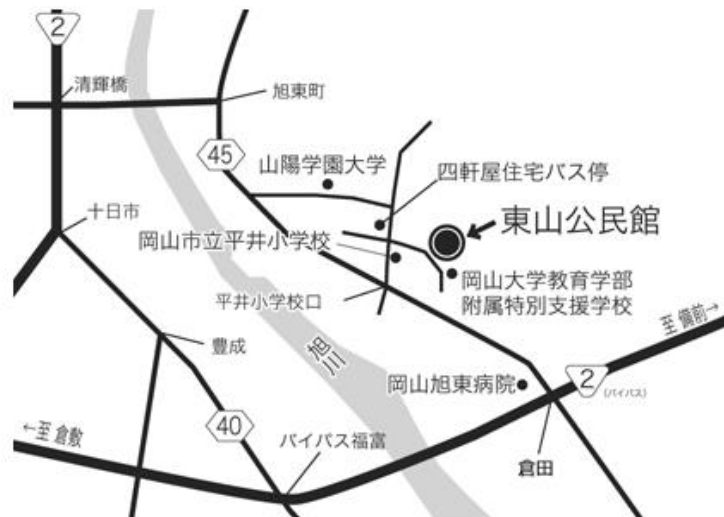 2
清輝橋
旭東町
45
山陽学園大学
四軒屋住宅バス停
十日市
東山公民館
岡山市立平井小学校
岡山大学教育学部
附属特別支援学校
平井小学校口
至 備前→
豊成
旭川
岡山旭東病院
2
(バイパス)
40
←至 倉敷
バイパス福富
倉田